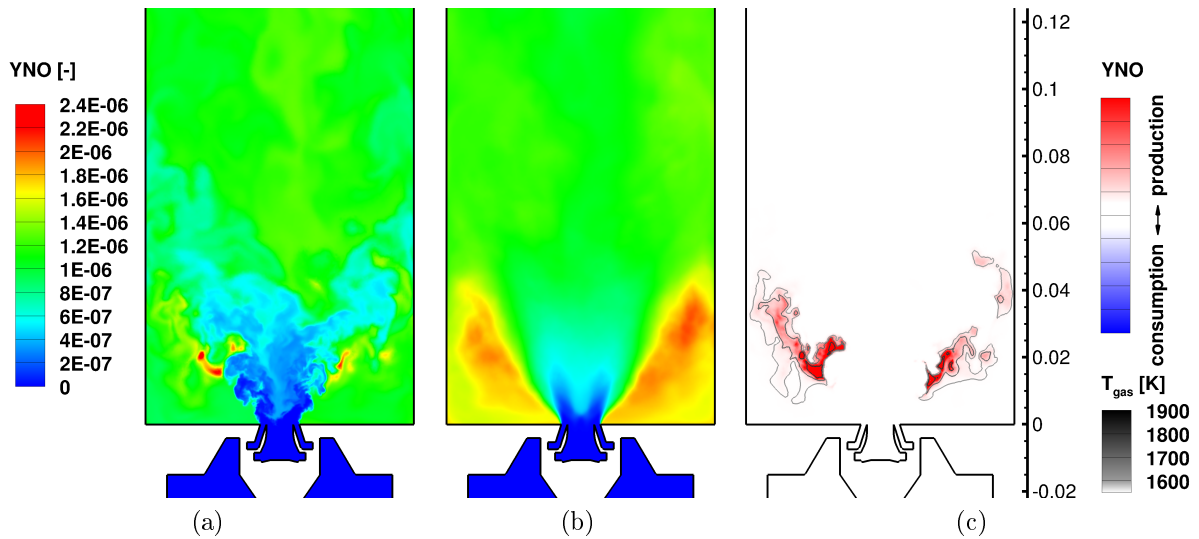 YNO [-]
2.4E-06
2.2E-06
2E-06
1.8E-06
1.6E-06
1.4E-06
1.2E-06
1E-06
8E-07
6E-07
4E-07
2E-07
0
0.12
0.1
0.08
0.06
0.04
0.02
0
-0.02
YNO
consumption ↔ production
Tgas [K]
1900
1800
1700
1600
(a)
(b)
(c)